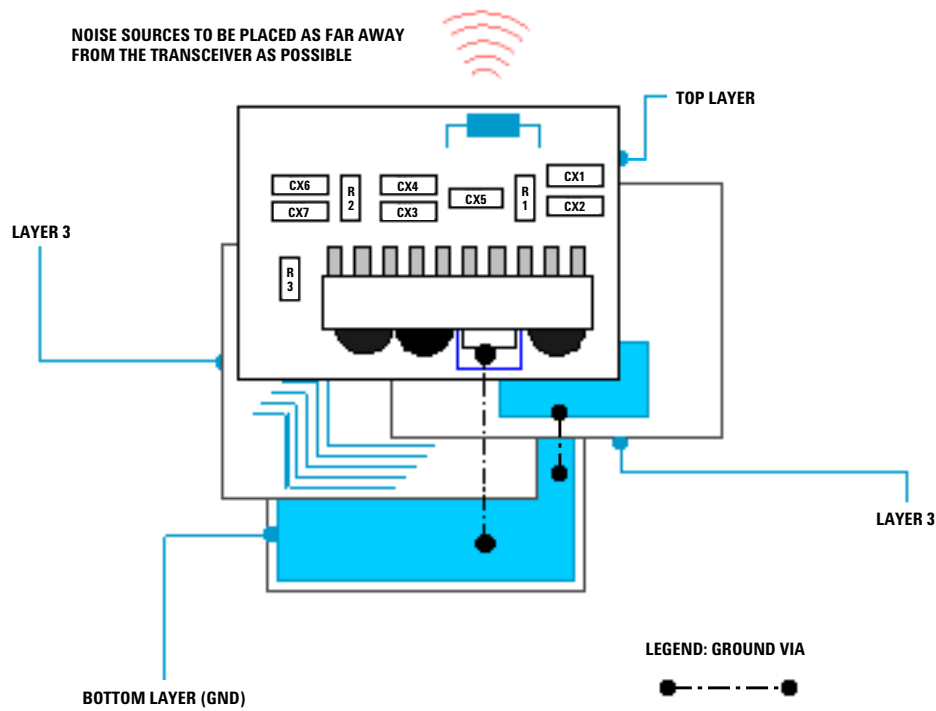 NOISE SOURCES TO BE PLACED AS FAR AWAY
FROM THE TRANSCEIVER AS POSSIBLE
TOP LAYER
CX6
CX7
R
2
CX4
CX3
CX5
R
1
CX1
CX2
LAYER 3
R
3
LAYER 3
LEGEND: GROUND VIA
BOTTOM LAYER (GND)